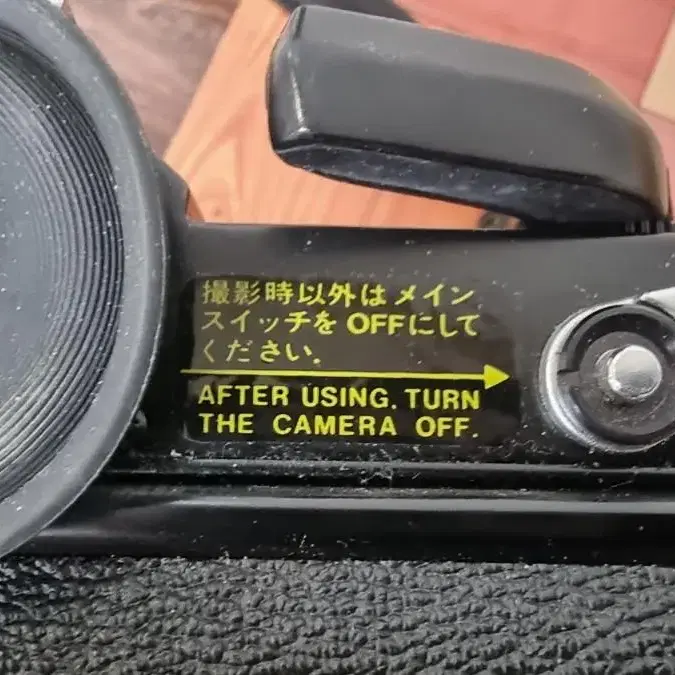 撮影時以外はメイン
スイッチを OFFにして
ください.
AFTER USING. TURN
THE CAMERA OFF.